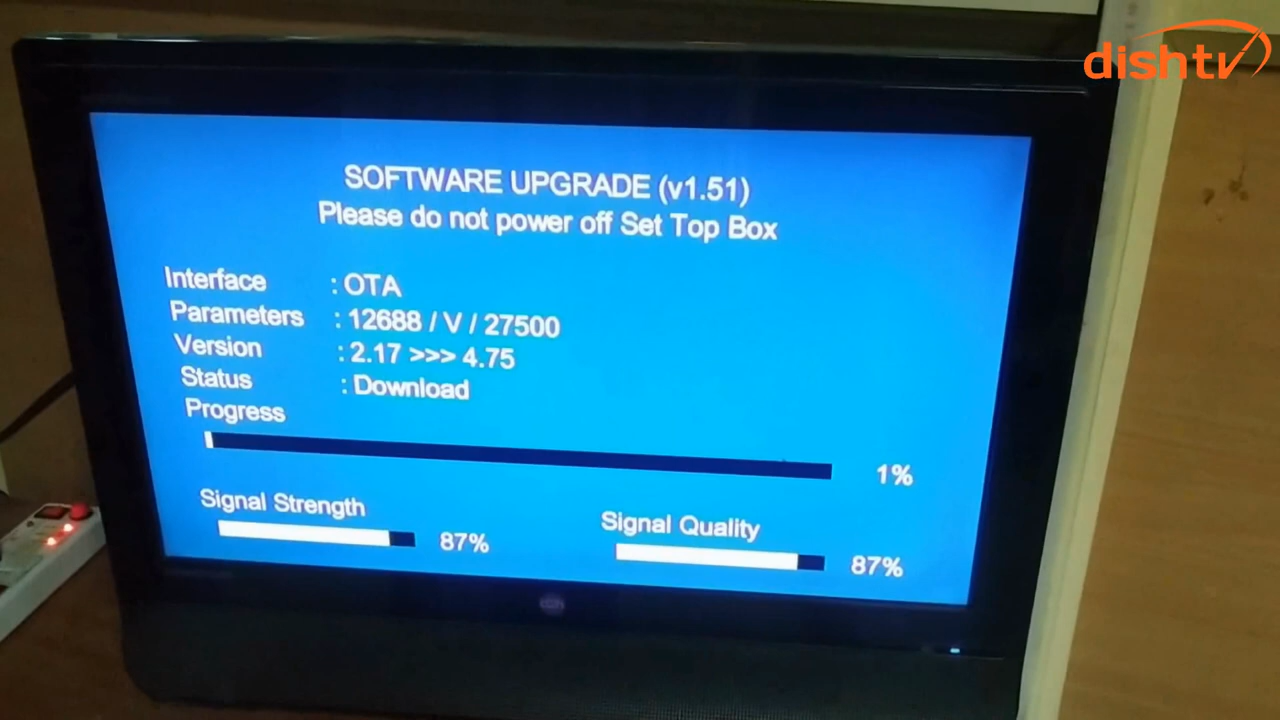 dishtv
SOFTWARE UPGRADE (v1.51)
Please do not power off Set Top Box
Interface : OTA
Parameters : 12688 / V / 27500
Version : 2.17 >>> 4.75
Status : Download
Progress
1%
Signal Strength
87%
Signal Quality
87%